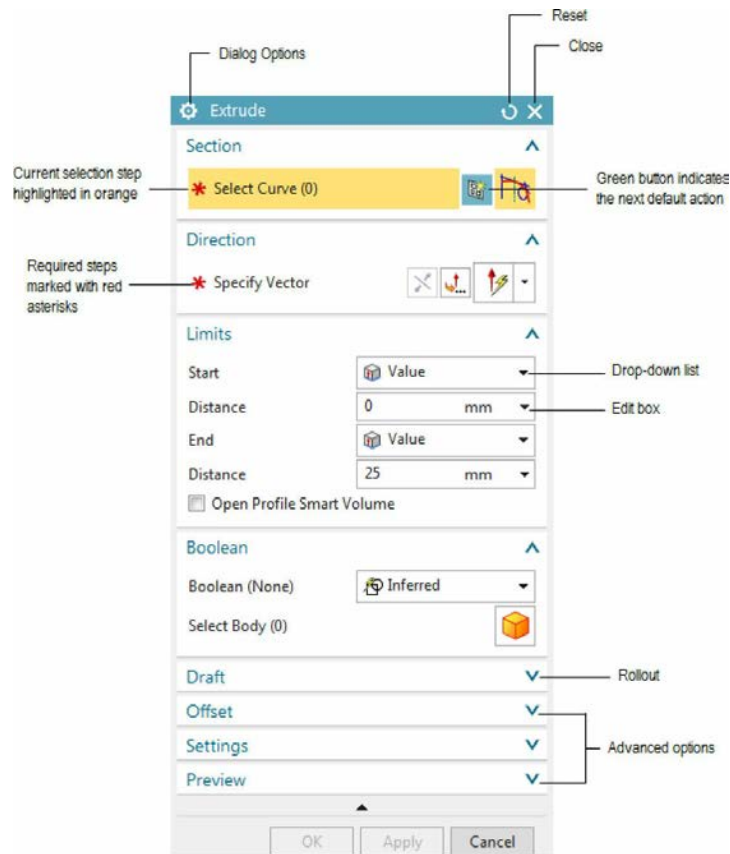 Reset
Close
Dialog Options
Extrude
Section
Current selection step
highlighted in orange
* Select Curve (0)
Green button indicates
the next default action
Direction
Required steps
marked with red
asterisks
* Specify Vector
Limits
Start
Value
Drop-down list
Distance
0 mm
Edit box
End
Value
Distance
25 mm
Open Profile Smart Volume
Boolean
Boolean (None)
Inferred
Select Body (0)
Draft
Rollout
Offset
Settings
Advanced options
Preview
OK
Apply
Cancel